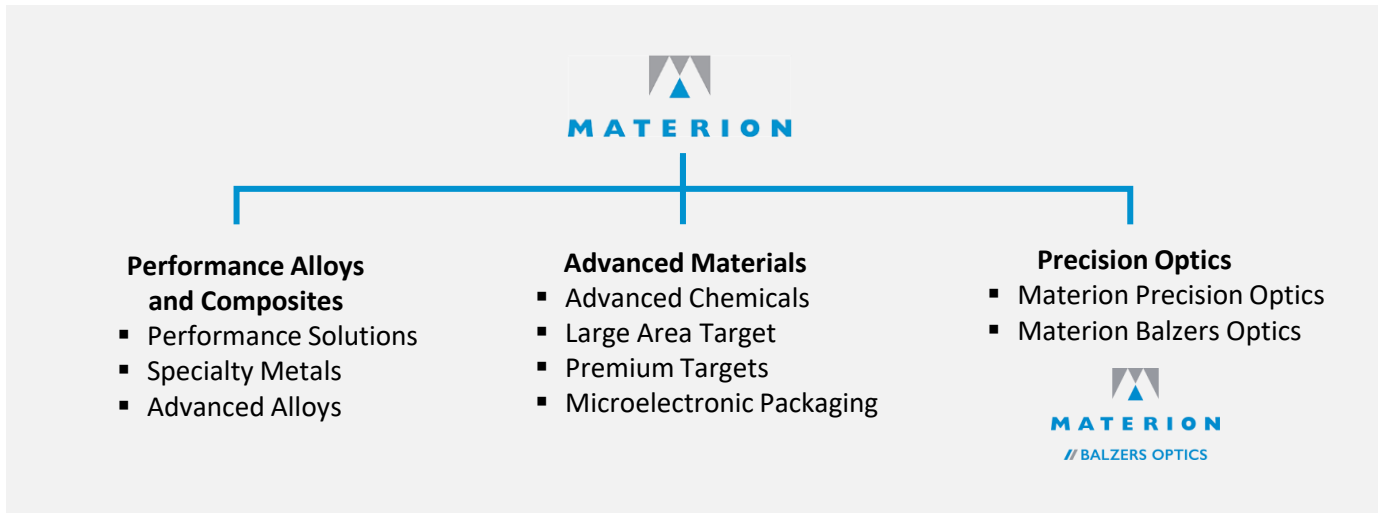 MATERION
Performance Alloys
and Composites
▪ Performance Solutions
▪ Specialty Metals
▪ Advanced Alloys
Advanced Materials
▪ Advanced Chemicals
▪ Large Area Target
▪ Premium Targets
▪ Microelectronic Packaging
Precision Optics
▪ Materion Precision Optics
▪ Materion Balzers Optics
MATERION
// BALZERS OPTICS